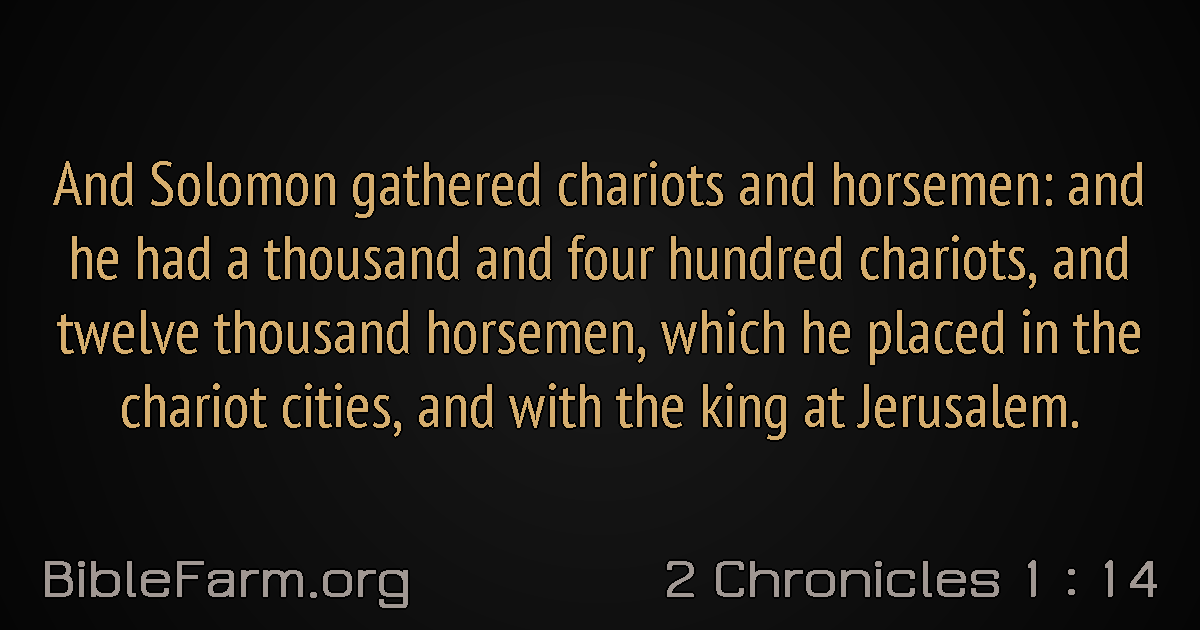 And Solomon gathered chariots and horsemen: and
he had a thousand and four hundred chariots, and
twelve thousand horsemen, which he placed in the
chariot cities, and with the king at Jerusalem.
BibleFarm.org
2 Chronicles 1 : 14